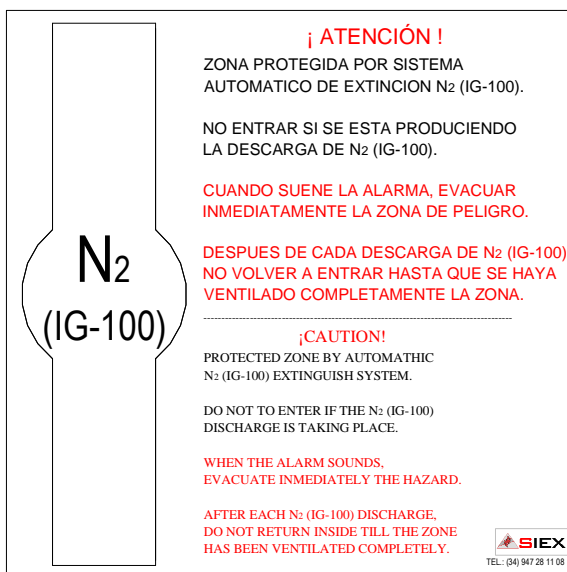 N2
(IG-100)
¡ ATENCIÓN !
ZONA PROTEGIDA POR SISTEMA
AUTOMATICO DE EXTINCION N2 (IG-100).
NO ENTRAR SI SE ESTA PRODUCIENDO
LA DESCARGA DE N2 (IG-100).
CUANDO SUENE LA ALARMA, EVACUAR
INMEDIATAMENTE LA ZONA DE PELIGRO.
DESPUES DE CADA DESCARGA DE N2 (IG-100)
NO VOLVER A ENTRAR HASTA QUE SE HAYA
VENTILADO COMPLETAMENTE LA ZONA.
¡CAUTION!
PROTECTED ZONE BY AUTOMATHIC
N2 (IG-100) EXTINGUISH SYSTEM.
DO NOT TO ENTER IF THE N2 (IG-100)
DISCHARGE IS TAKING PLACE.
WHEN THE ALARM SOUNDS,
EVACUATE INMEDIATELY THE HAZARD.
AFTER EACH N2 (IG-100) DISCHARGE,
DO NOT RETURN INSIDE TILL THE ZONE
HAS BEEN VENTILATED COMPLETELY.
SIEX
TEL.: (34) 947 28 11 08